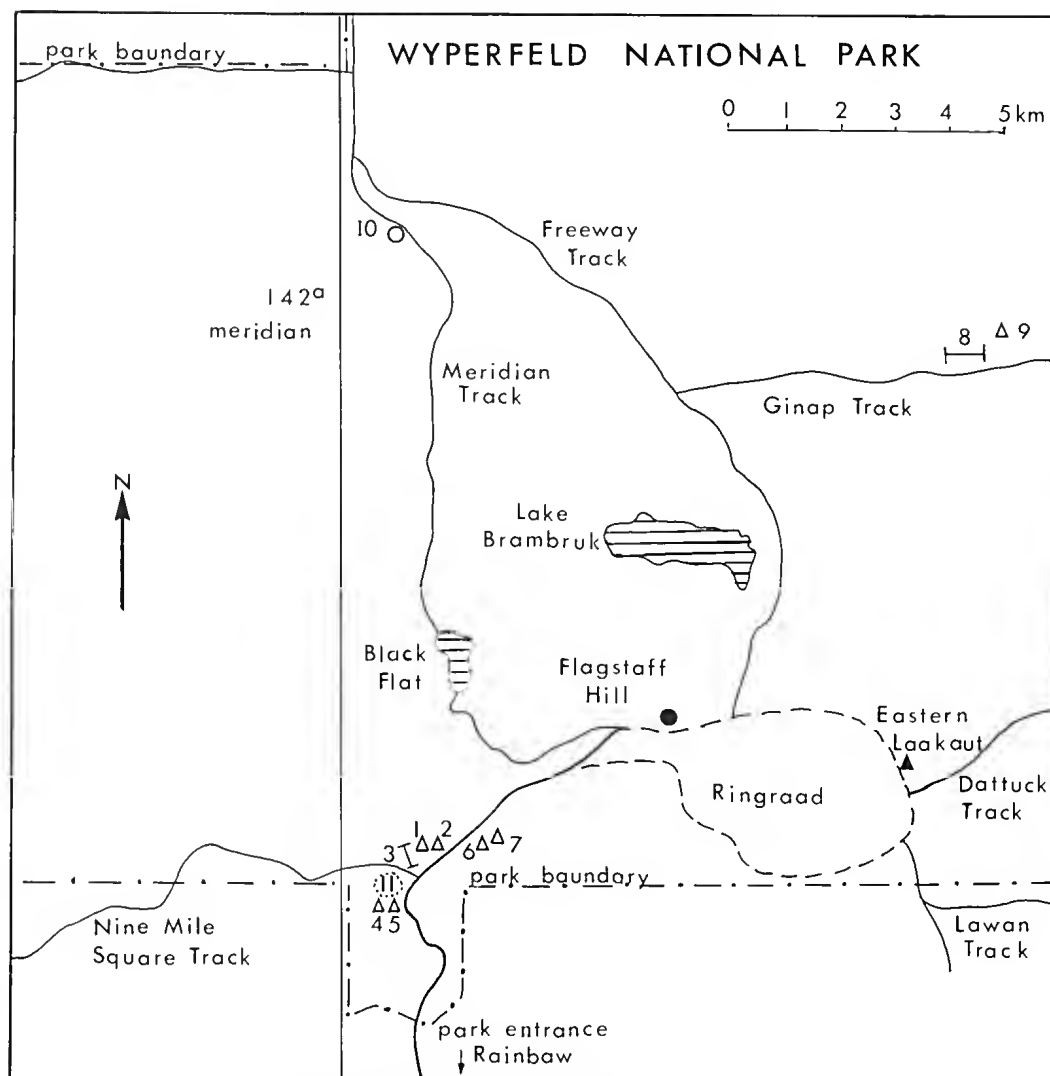 park baundary
WYPERFELD NATIONAL PARK
0 1 2 3 4 5 km
10
Freeway
Track
142ª
meridian
8 9
Meridian
Track
Ginap Track
N
Lake
Brambruk
Black
Flat
Flagstaff
Hill
Eastern
Laakaut
Ringraad
Dattuck
Track
1 2
3
6 7
11
park baundary
4 5
Nine Mile
Square Track
Lawan
Track
park entrance
Rainbaw